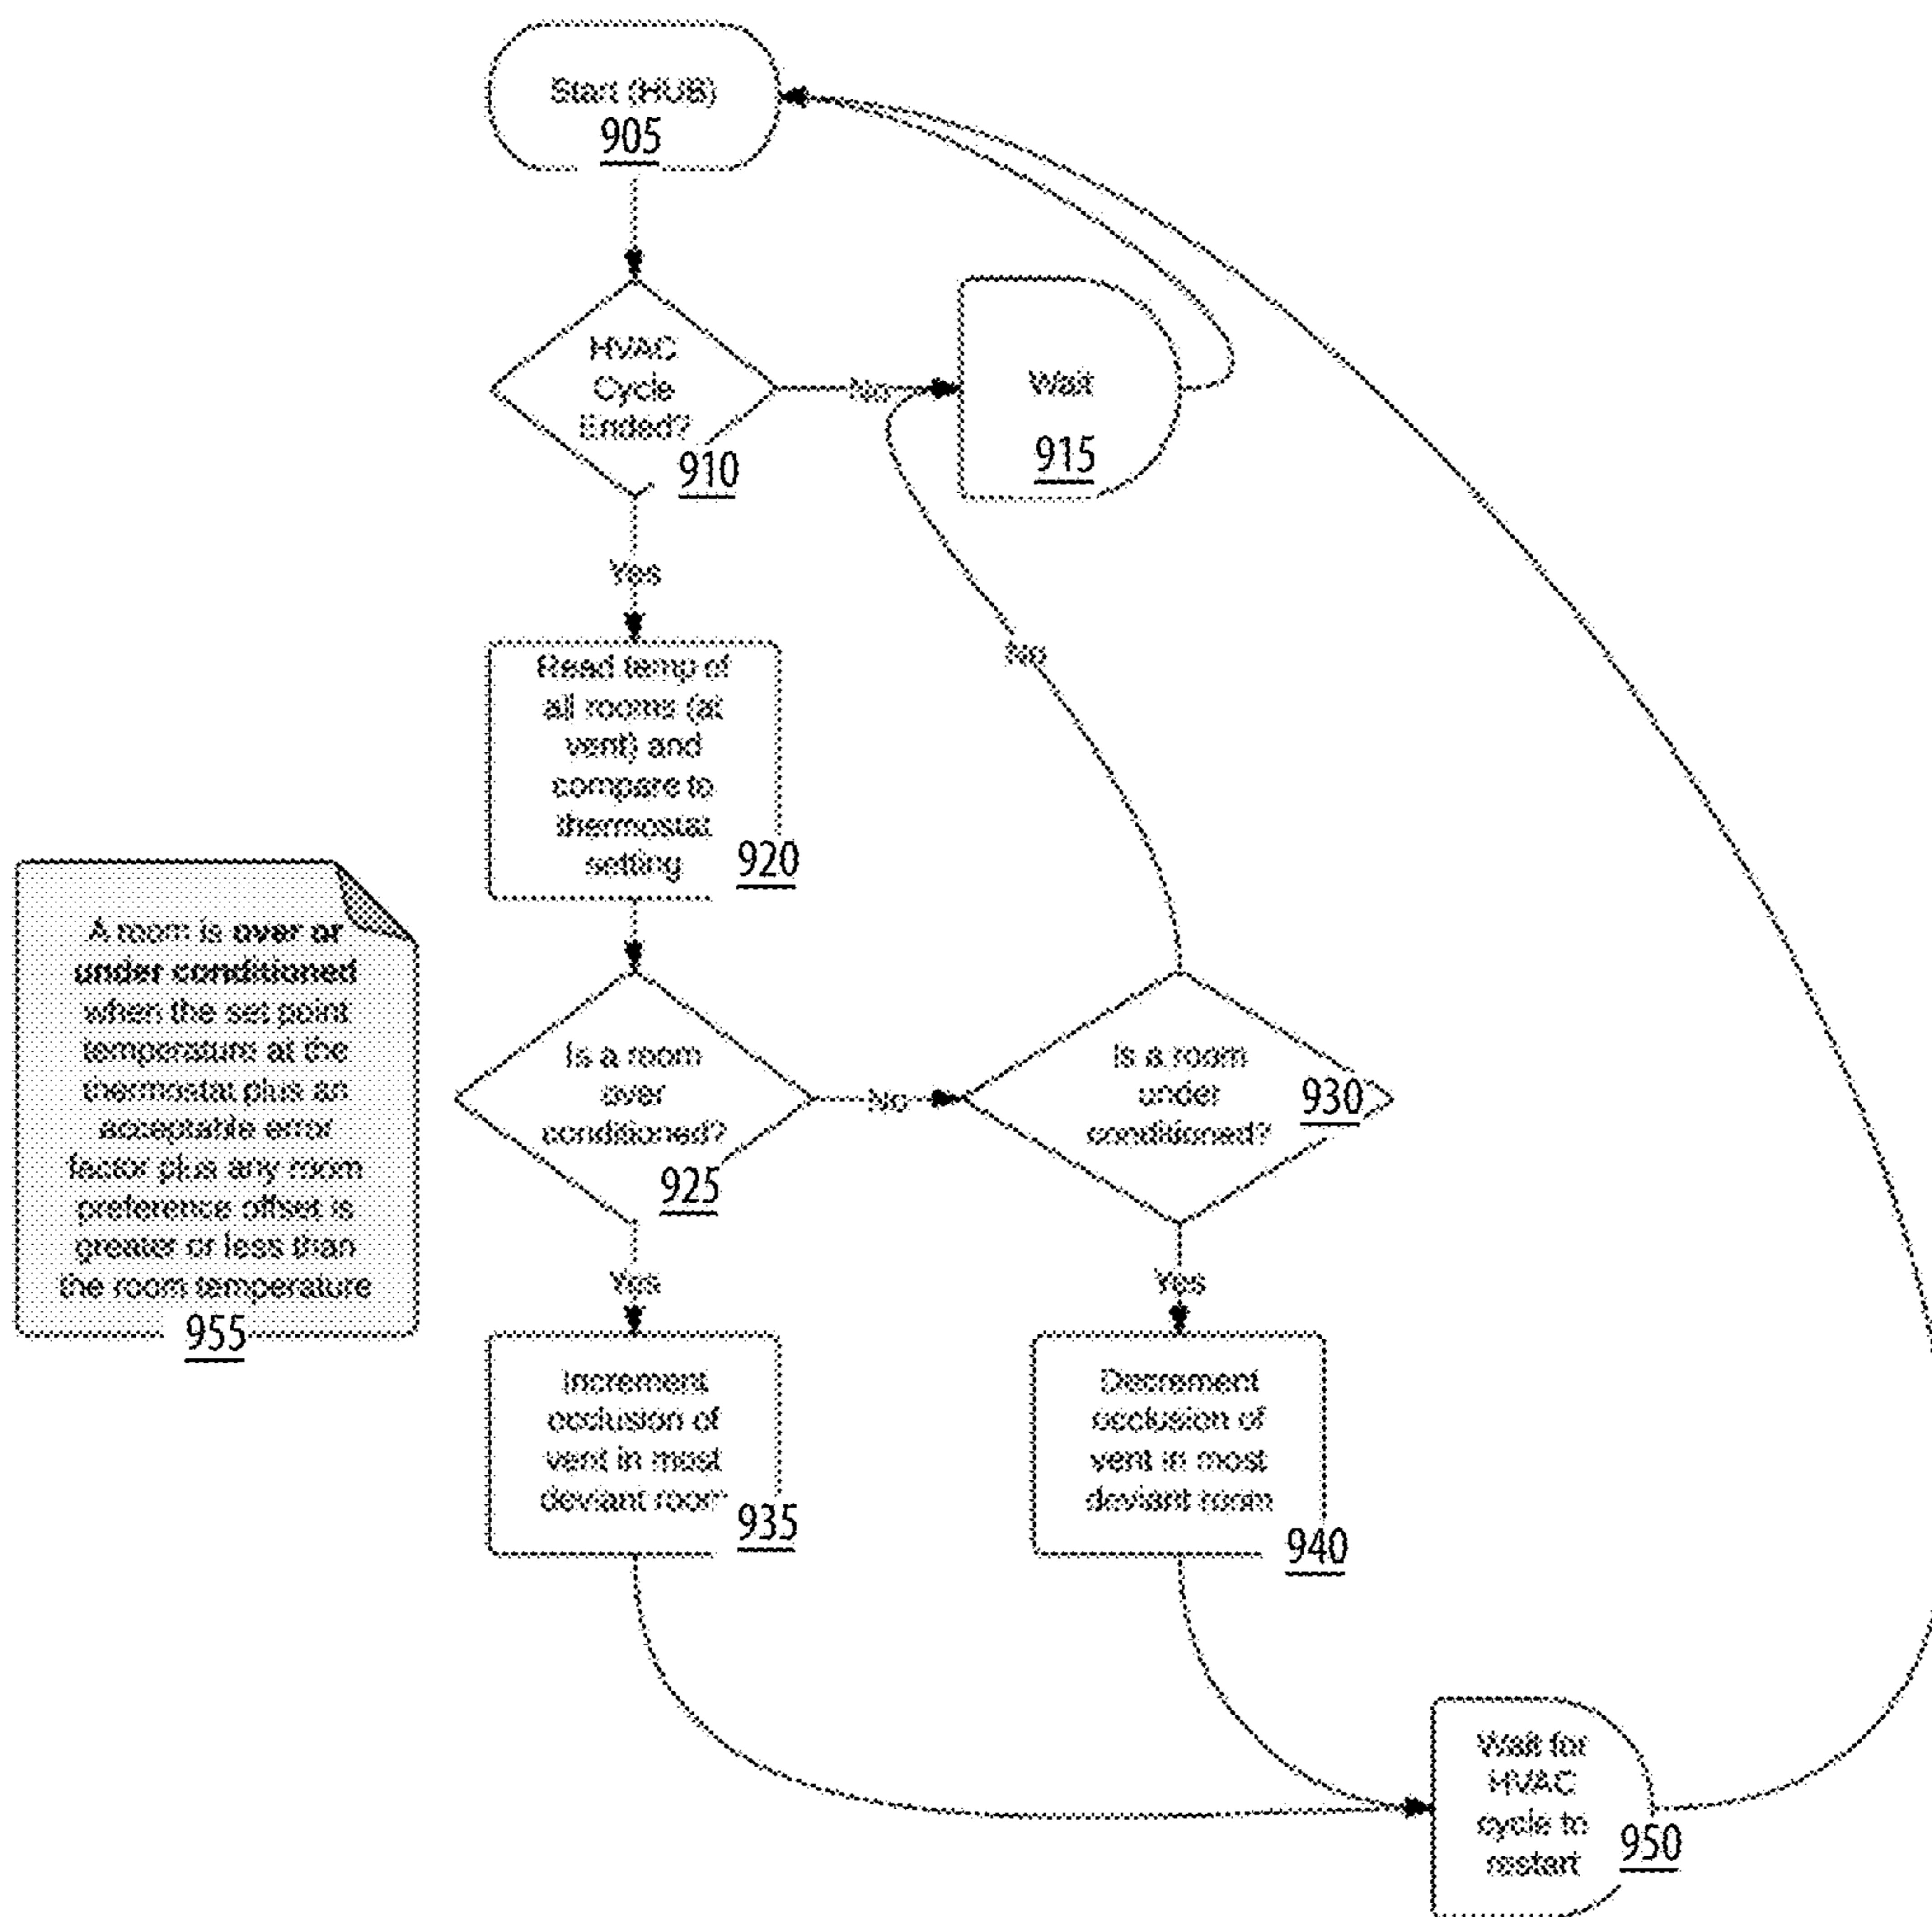 Start (HUB)
905
HVAC
Cycle
Ended?
910
No
Wait
915
Yes
No
Read temp of
all rooms (at
vent) and
compare to
thermostat
setting
920
A room is over or
under conditioned
when the set point
temperature at the
thermostat plus an
acceptable error
factor plus any room
preference offset is
greater or less than
the room temperature
955
Is a room
over
conditioned?
925
No
Is a room
under
conditioned?
930
Yes
Yes
Increment
occlusion of
vent in most
deviant room
935
Decrement
occlusion of
vent in most
deviant room
940
Wait for
HVAC
cycle to
restart
950